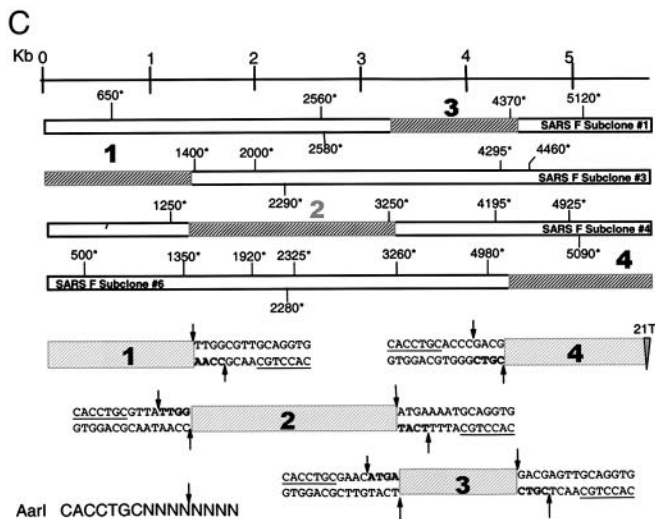 C
Kb 0 1 2 3 4 5
650* 2560* 3 4370* 5120*
SARS F Subclone #1
1 1400* 2000* 2580* 4295* 4460*
SARS F Subclone #3
1250* 2290* 2 3250* 4195* 4925*
SARS F Subclone #4
500* 1350* 1920* 2325* 3260* 4980* 5090* 4
SARS F Subclone #6
2280*
21T
1 TTGGCGTTGCAGGTG CACCTGCACCCGACG 4
AACCGCAACGTCCAC GTGGACGTGGGCTGC
CACCTGCGTTATTGG 2 ATGAAAATGCAGGTG
GTGGACGCAATAACC TACTTTTACGTCCAC
CACCTGCGAACATGA 3 GACGAGTTGCAGGTG
GTGGACGCTTGTACT CTGCTCAACGTCCAC
AarI CACCTGCNNNNNNNN